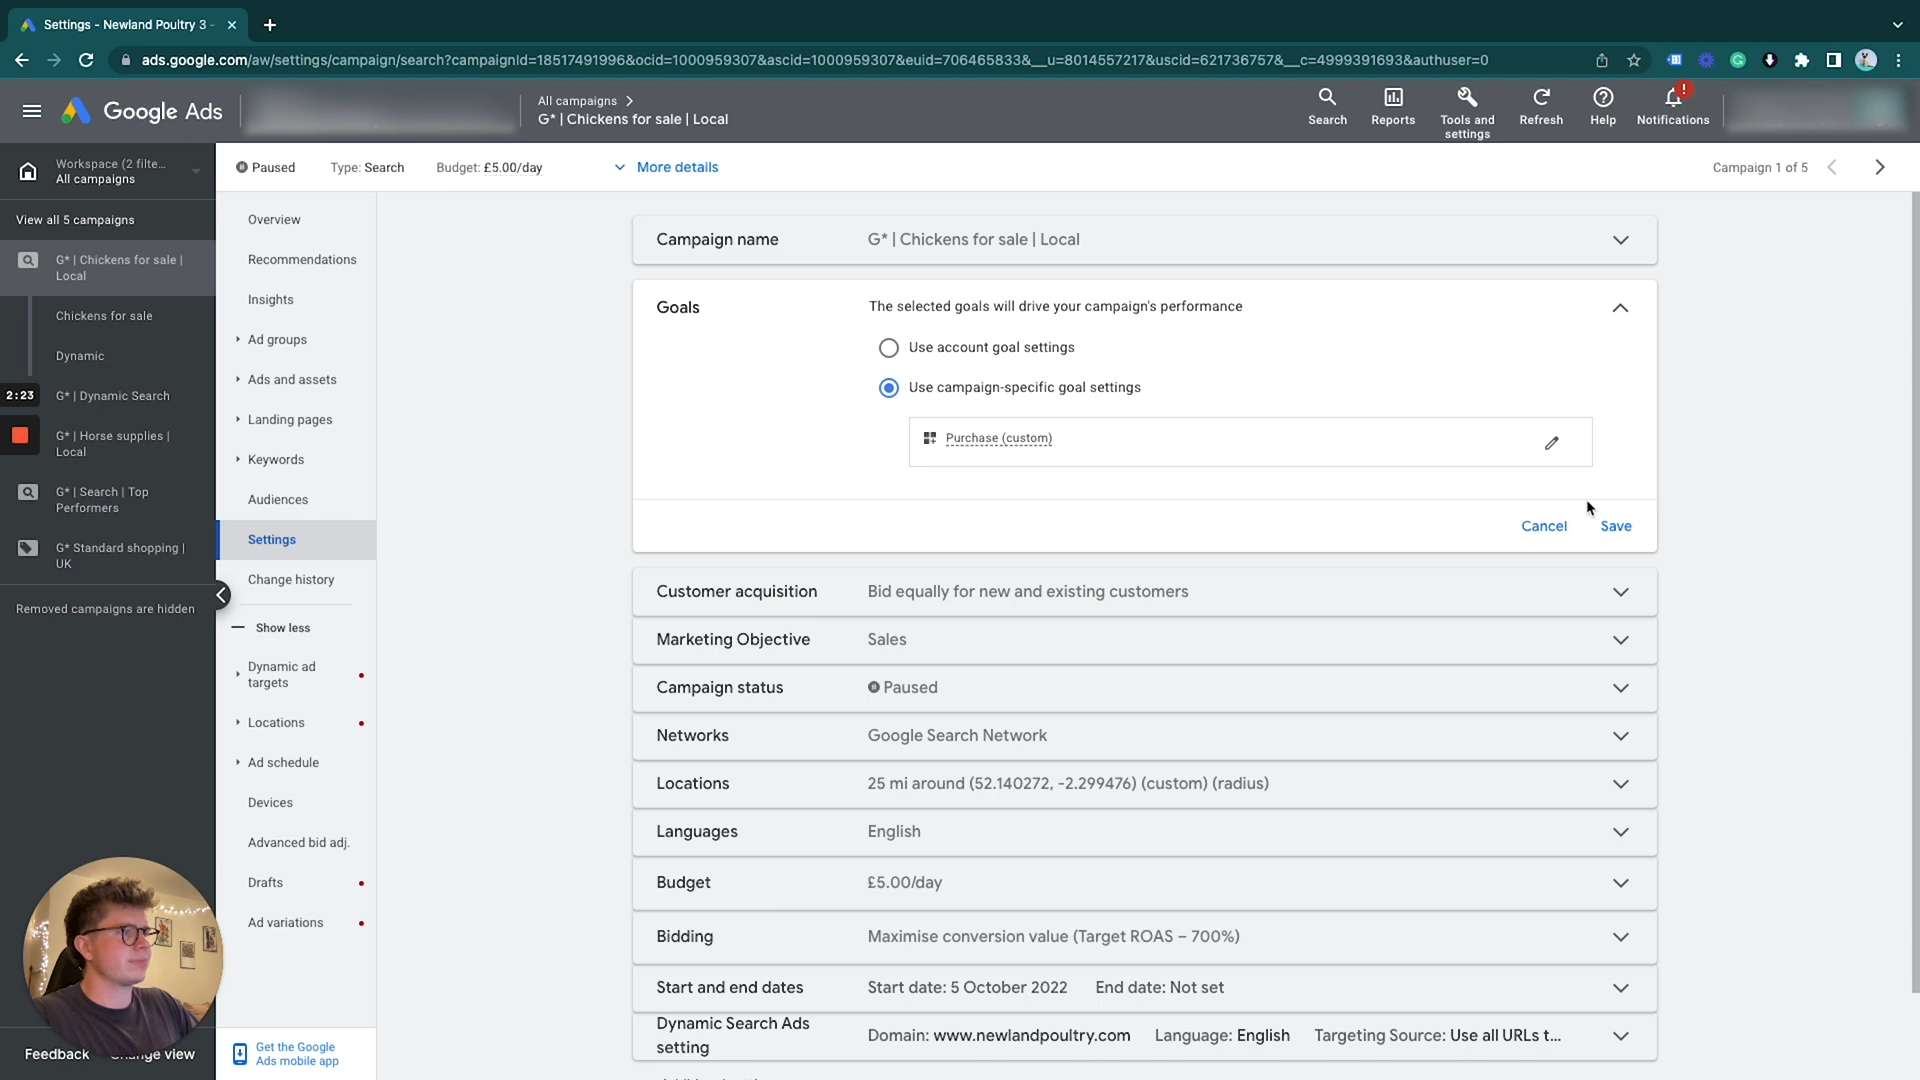 Settings - Newland Poultry 3 -
ads.google.com/aw/settings/campaign/search?campaignId=18517491996&ocid=1000959307&ascid=1000959307&euid=706465833&__u=8014557217&uscid=621736757&__c=4999391693&authuser=0
Google Ads
All campaigns
G* | Chickens for sale | Local
Search
Reports
Tools and
settings
Refresh
Help
Notifications
Workspace (2 filte...
All campaigns
Paused
Type: Search
Budget: £5.00/day
More details
Campaign 1 of 5
View all 5 campaigns
G* | Chickens for sale |
Local
Chickens for sale
Dynamic
2:23
G* | Dynamic Search
G* | Horse supplies |
Local
G* | Search | Top
Performers
G* Standard shopping |
UK
Removed campaigns are hidden
Feedback
Overview
Recommendations
Insights
Ad groups
Ads and assets
Landing pages
Keywords
Audiences
Settings
Change history
Show less
Dynamic ad
targets
Locations
Ad schedule
Devices
Advanced bid adj.
Drafts
Ad variations
Get the Google
Ads mobile app
Campaign name
G* | Chickens for sale | Local
Goals
The selected goals will drive your campaign's performance
Use account goal settings
Use campaign-specific goal settings
Purchase (custom)
Cancel
Save
Customer acquisition
Bid equally for new and existing customers
Marketing Objective
Sales
Campaign status
Paused
Networks
Google Search Network
Locations
25 mi around (52.140272, -2.299476) (custom) (radius)
Languages
English
Budget
£5.00/day
Bidding
Maximise conversion value (Target ROAS – 700%)
Start and end dates
Start date: 5 October 2022
End date: Not set
Dynamic Search Ads
setting
Domain: www.newlandpoultry.com
Language: English
Targeting Source: Use all URLs t...